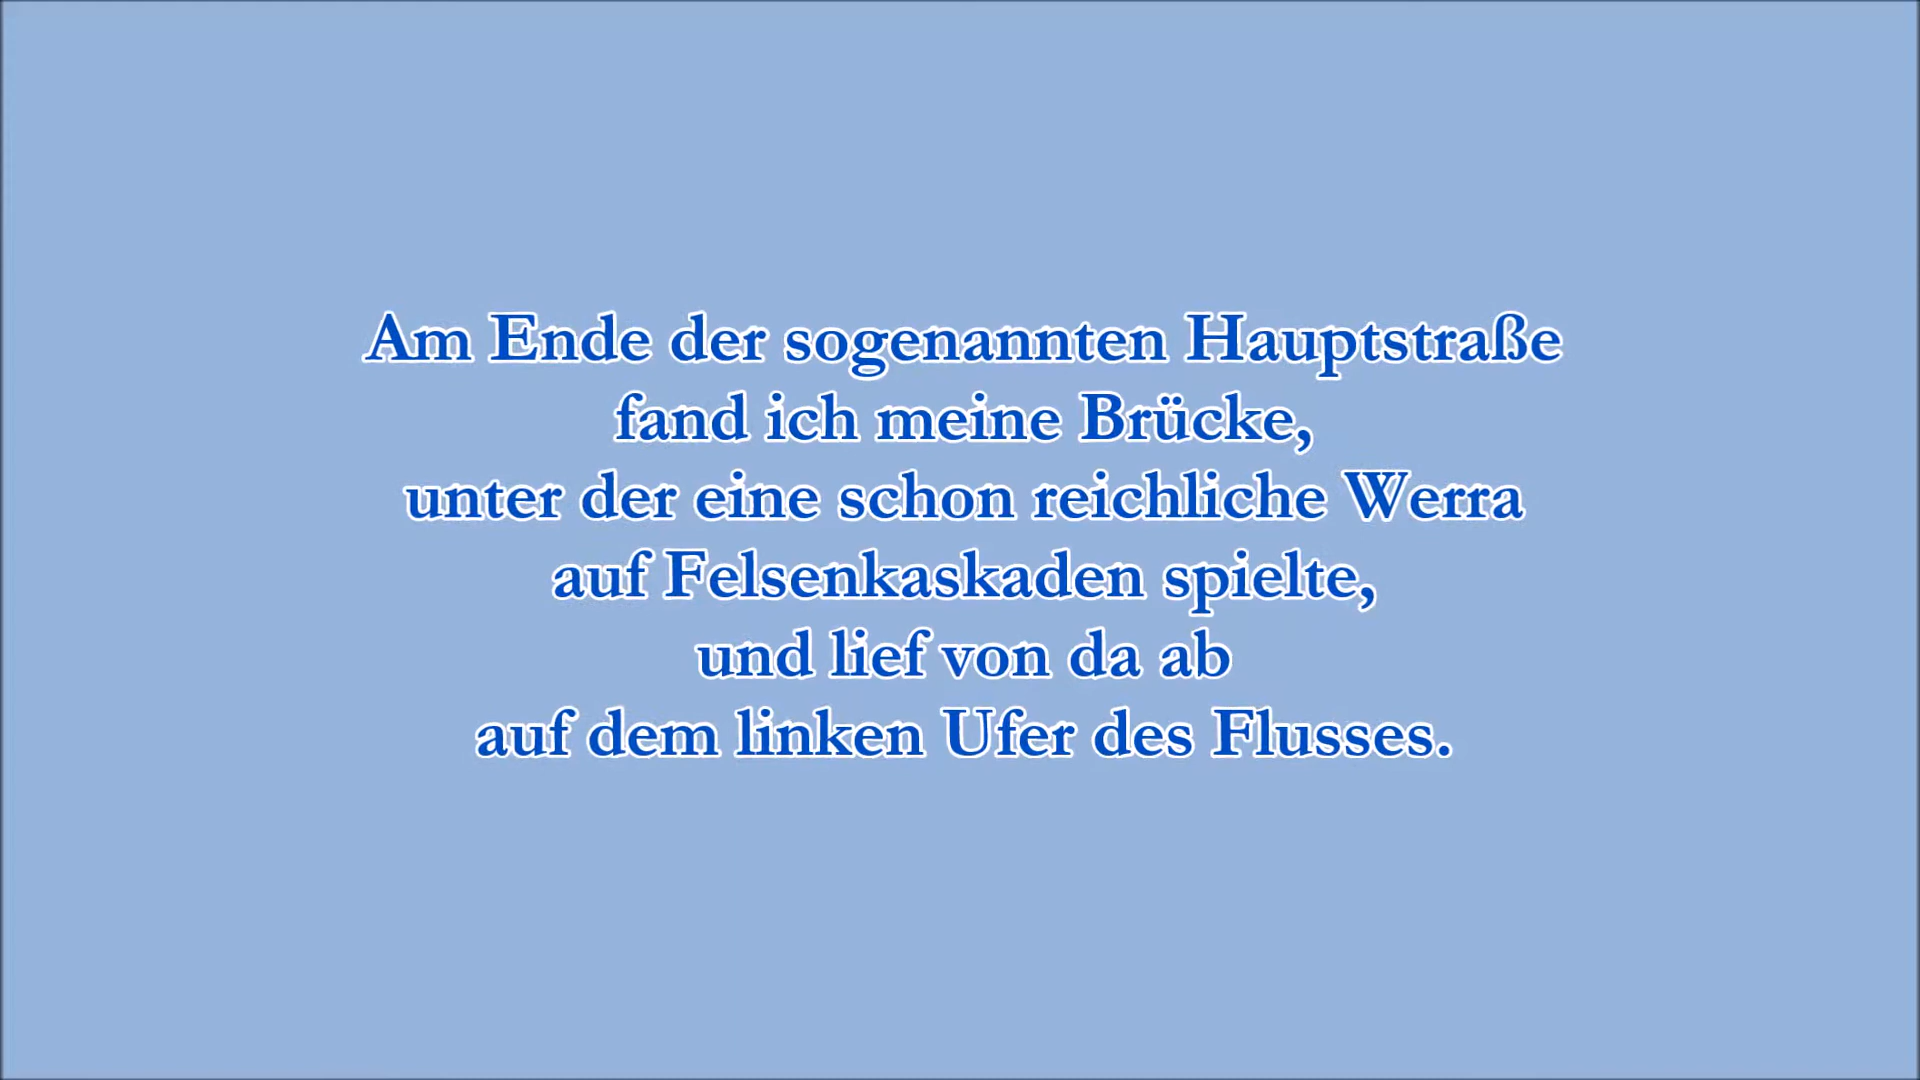 Am Ende der sogenannten Hauptstraße
fand ich meine Brücke,
unter der eine schon reichliche Werra
auf Felsenkaskaden spielte,
und lief von da ab
auf dem linken Ufer des Flusses.